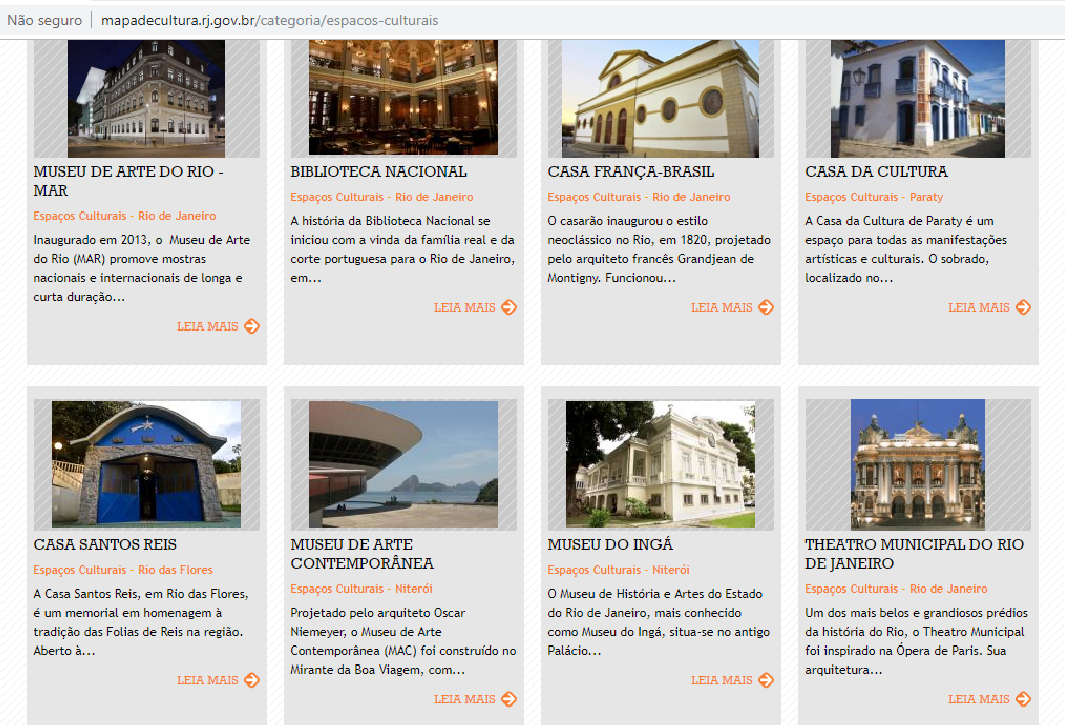 Não seguro | mapadecultura.rj.gov.br/categoria/espacos-culturais
MUSEU DE ARTE DO RIO -
MAR
Espaços Culturais - Rio de Janeiro
Inaugurado em 2013, o Museu de Arte
do Rio (MAR) promove mostras
nacionais e internacionais de longa e
curta duração...
LEIA MAIS
BIBLIOTECA NACIONAL
Espaços Culturais - Rio de Janeiro
A história da Biblioteca Nacional se
iniciou com a vinda da família real e da
corte portuguesa para o Rio de Janeiro,
em...
LEIA MAIS
CASA FRANÇA-BRASIL
Espaços Culturais - Rio de Janeiro
O casarão inaugurou o estilo
neoclássico no Rio, em 1820, projetado
pelo arquiteto francês Grandjean de
Montigny. Funcionou...
LEIA MAIS
CASA DA CULTURA
Espaços Culturais - Paraty
A Casa da Cultura de Paraty é um
espaço para todas as manifestações
artísticas e culturais. O sobrado,
localizado no...
LEIA MAIS
CASA SANTOS REIS
Espaços Culturais - Rio das Flores
A Casa Santos Reis, em Rio das Flores,
é um memorial em homenagem à
tradição das Folias de Reis na região.
Aberto à...
LEIA MAIS
MUSEU DE ARTE
CONTEMPORÂNEA
Espaços Culturais - Niterói
Projetado pelo arquiteto Oscar
Niemeyer, o Museu de Arte
Contemporânea (MAC) foi construído no
Mirante da Boa Viagem, com...
LEIA MAIS
MUSEU DO INGÁ
Espaços Culturais - Niterói
O Museu de História e Artes do Estado
do Rio de Janeiro, mais conhecido
como Museu do Ingá, situa-se no antigo
Palácio...
LEIA MAIS
THEATRO MUNICIPAL DO RIO
DE JANEIRO
Espaços Culturais - Rio de Janeiro
Um dos mais belos e grandiosos prédios
da história do Rio, o Theatro Municipal
foi inspirado na Ópera de Paris. Sua
arquitetura...
LEIA MAIS